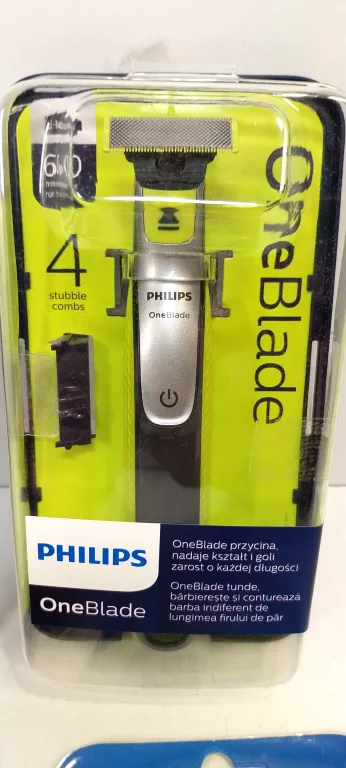 60
4
stubble
combs
PHILIPS
OneBlade
OneBlade
PHILIPS
OneBlade
OneBlade przycina,
nadaje kształt i goli
zarost o każdej długości
OneBlade tunde,
bărbierește și conturează
barba indiferent de
lungimea firului de păr